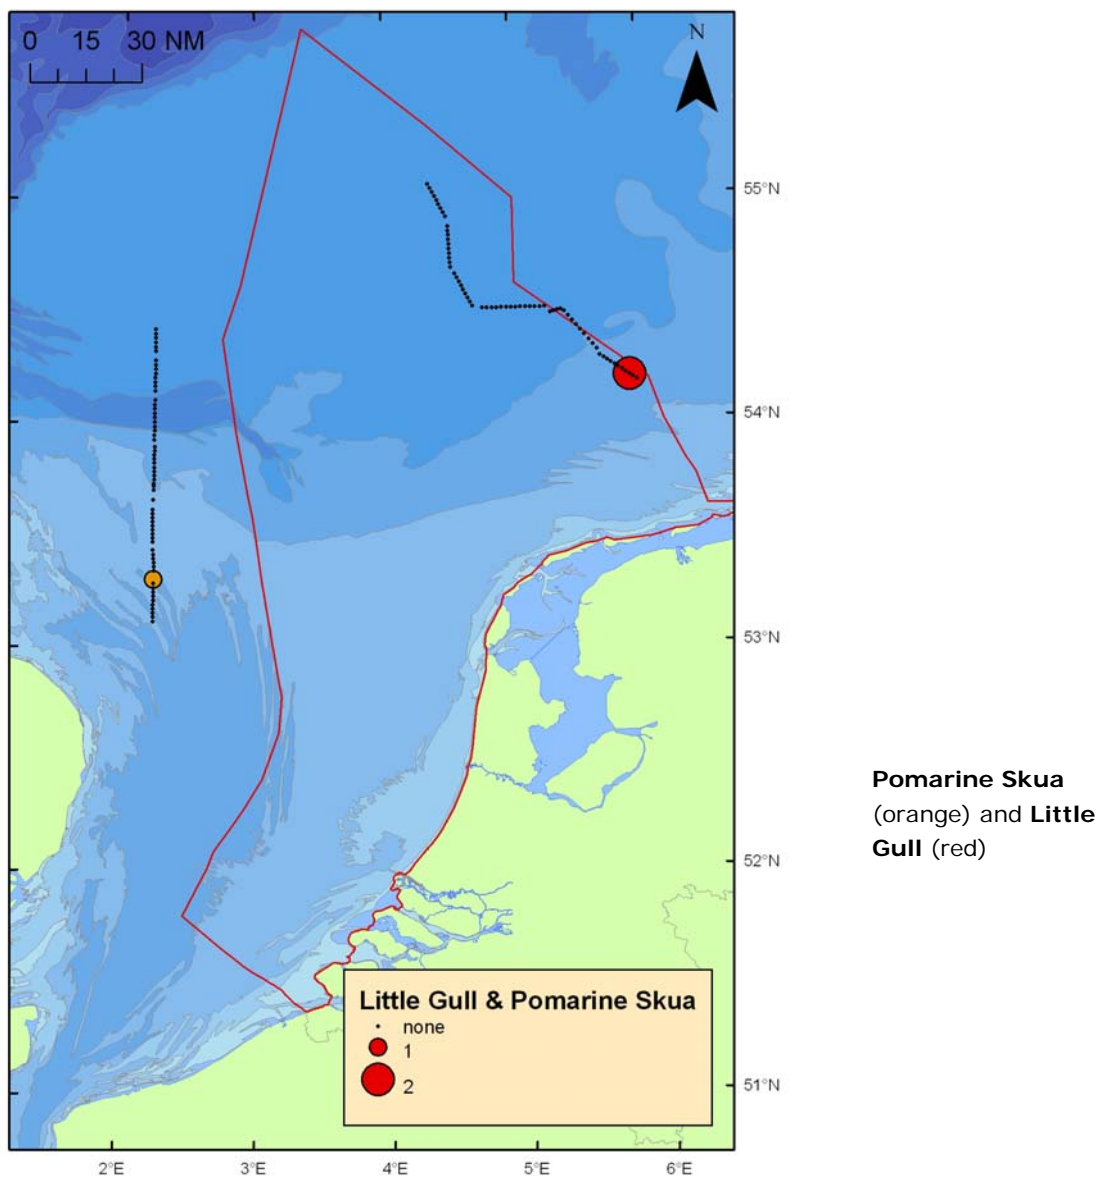 0 15 30 NM
N
55°N
54°N
53°N
52°N
51°N
Pomarine Skua
(orange) and Little
Gull (red)
Little Gull & Pomarine Skua
none
1
2
2°E 3°E 4°E 5°E 6°E